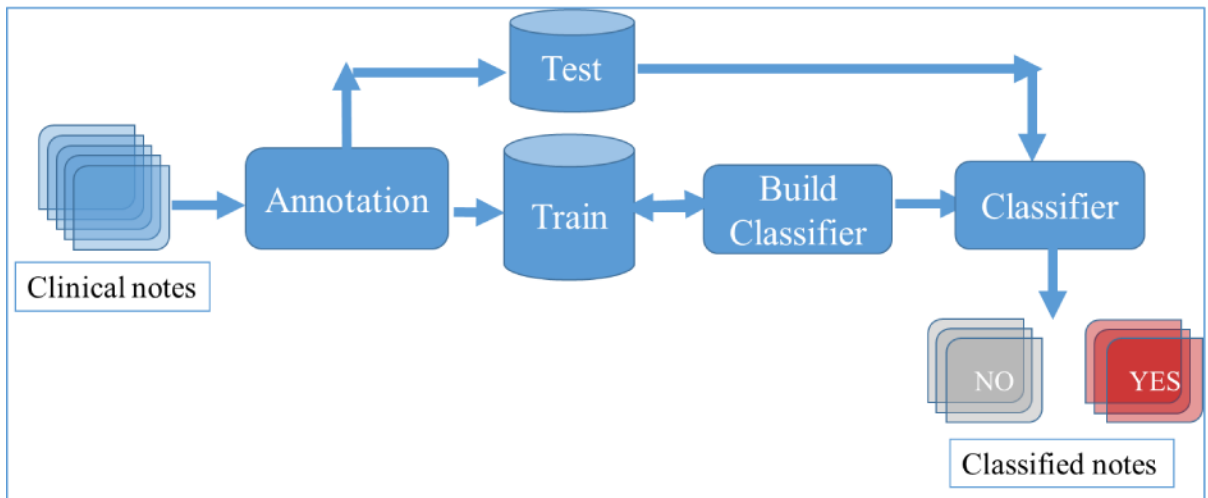 Test
Annotation
Train
Build
Classifier
Classifier
Clinical notes
NO
YES
Classified notes